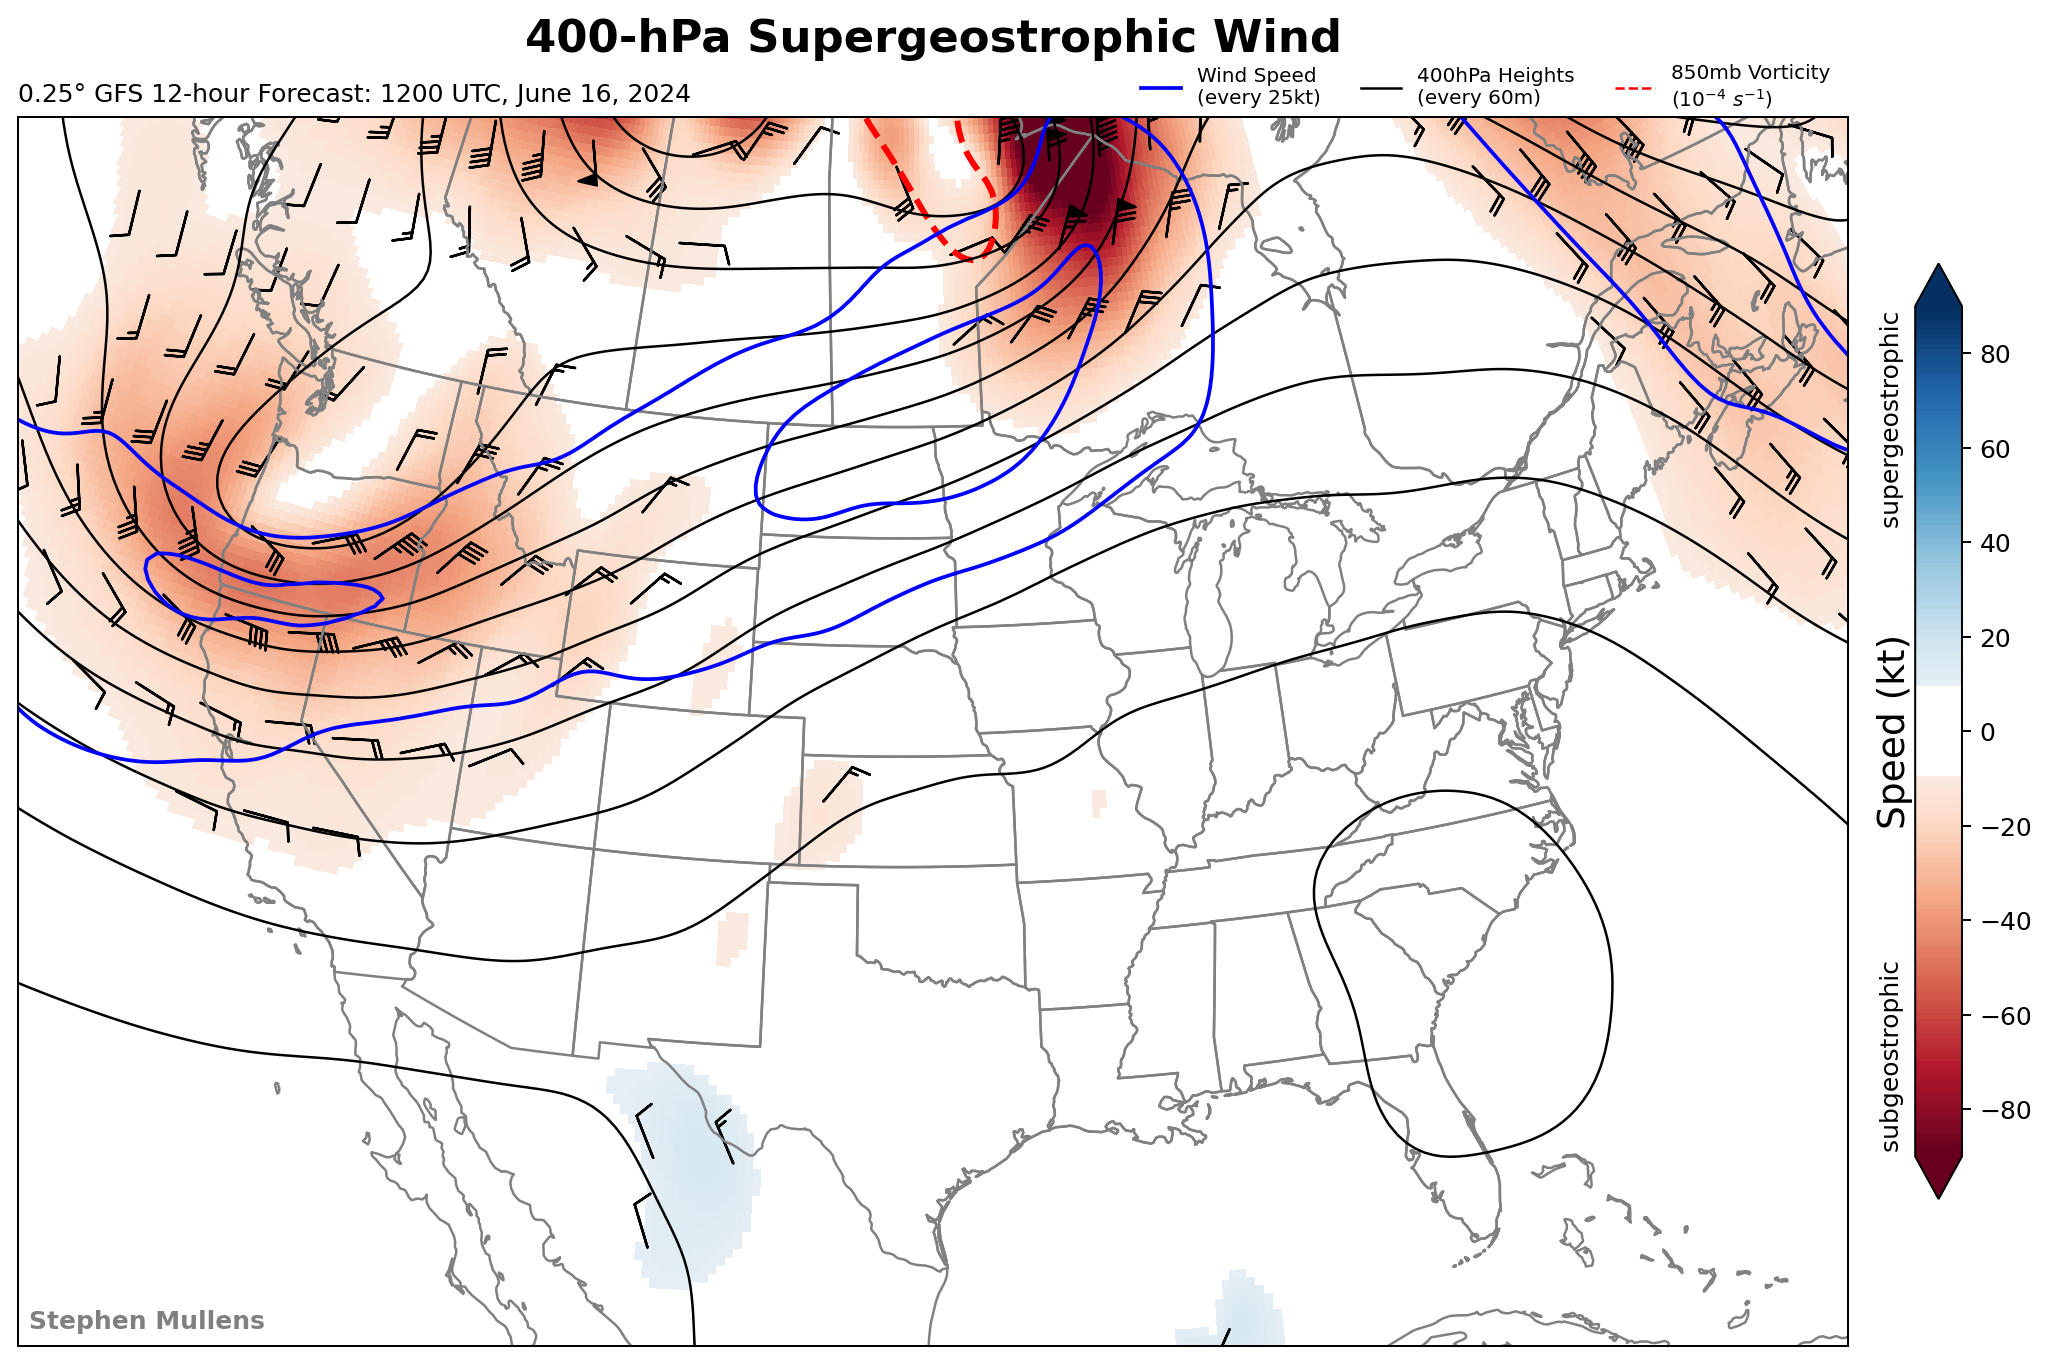 400-hPa Supergeostrophic Wind
0.25° GFS 12-hour Forecast: 1200 UTC, June 16, 2024
Wind Speed
(every 25kt)
400hPa Heights
(every 60m)
850mb Vorticity
(10⁻⁴ s⁻¹)
supergeostrophic
Speed (kt)
subgeostrophic
80
60
40
20
0
−20
−40
−60
−80
Stephen Mullens